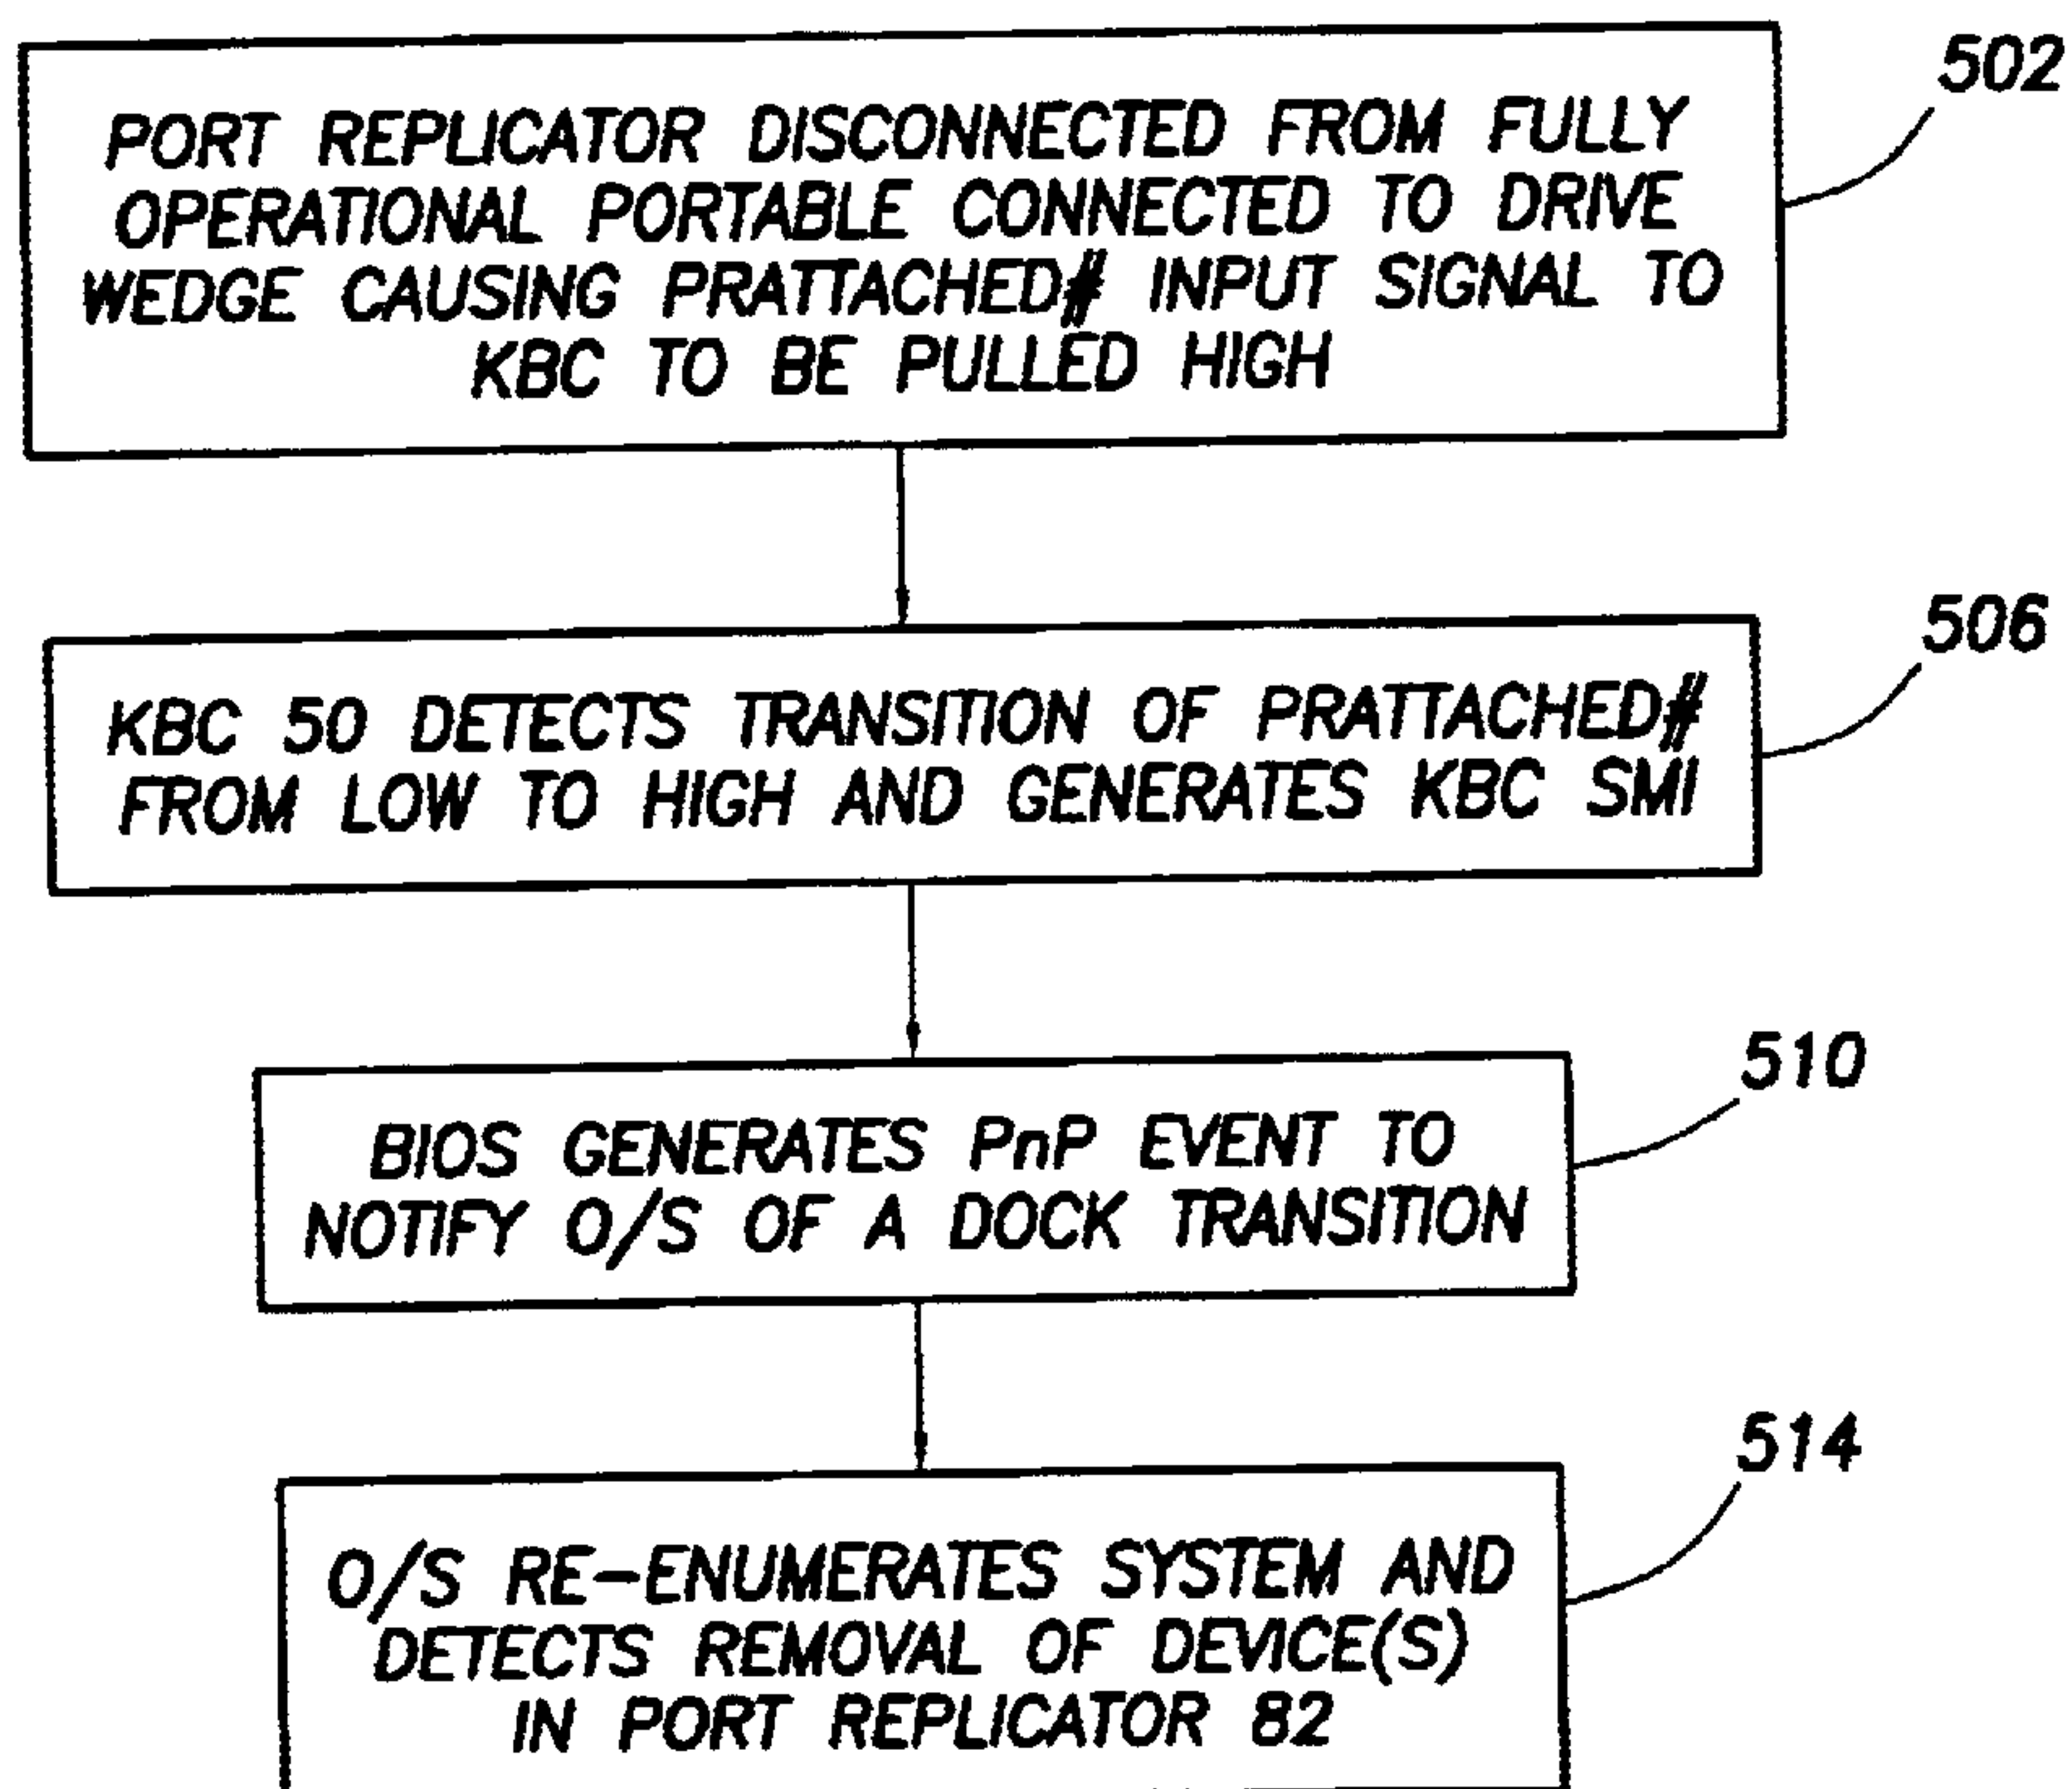 502
PORT REPLICATOR DISCONNECTED FROM FULLY
OPERATIONAL PORTABLE CONNECTED TO DRIVE
WEDGE CAUSING PRATTACHED# INPUT SIGNAL TO
KBC TO BE PULLED HIGH
506
KBC 50 DETECTS TRANSITION OF PRATTACHED#
FROM LOW TO HIGH AND GENERATES KBC SMI
510
BIOS GENERATES PnP EVENT TO
NOTIFY O/S OF A DOCK TRANSITION
514
O/S RE-ENUMERATES SYSTEM AND
DETECTS REMOVAL OF DEVICE(S)
IN PORT REPLICATOR 82